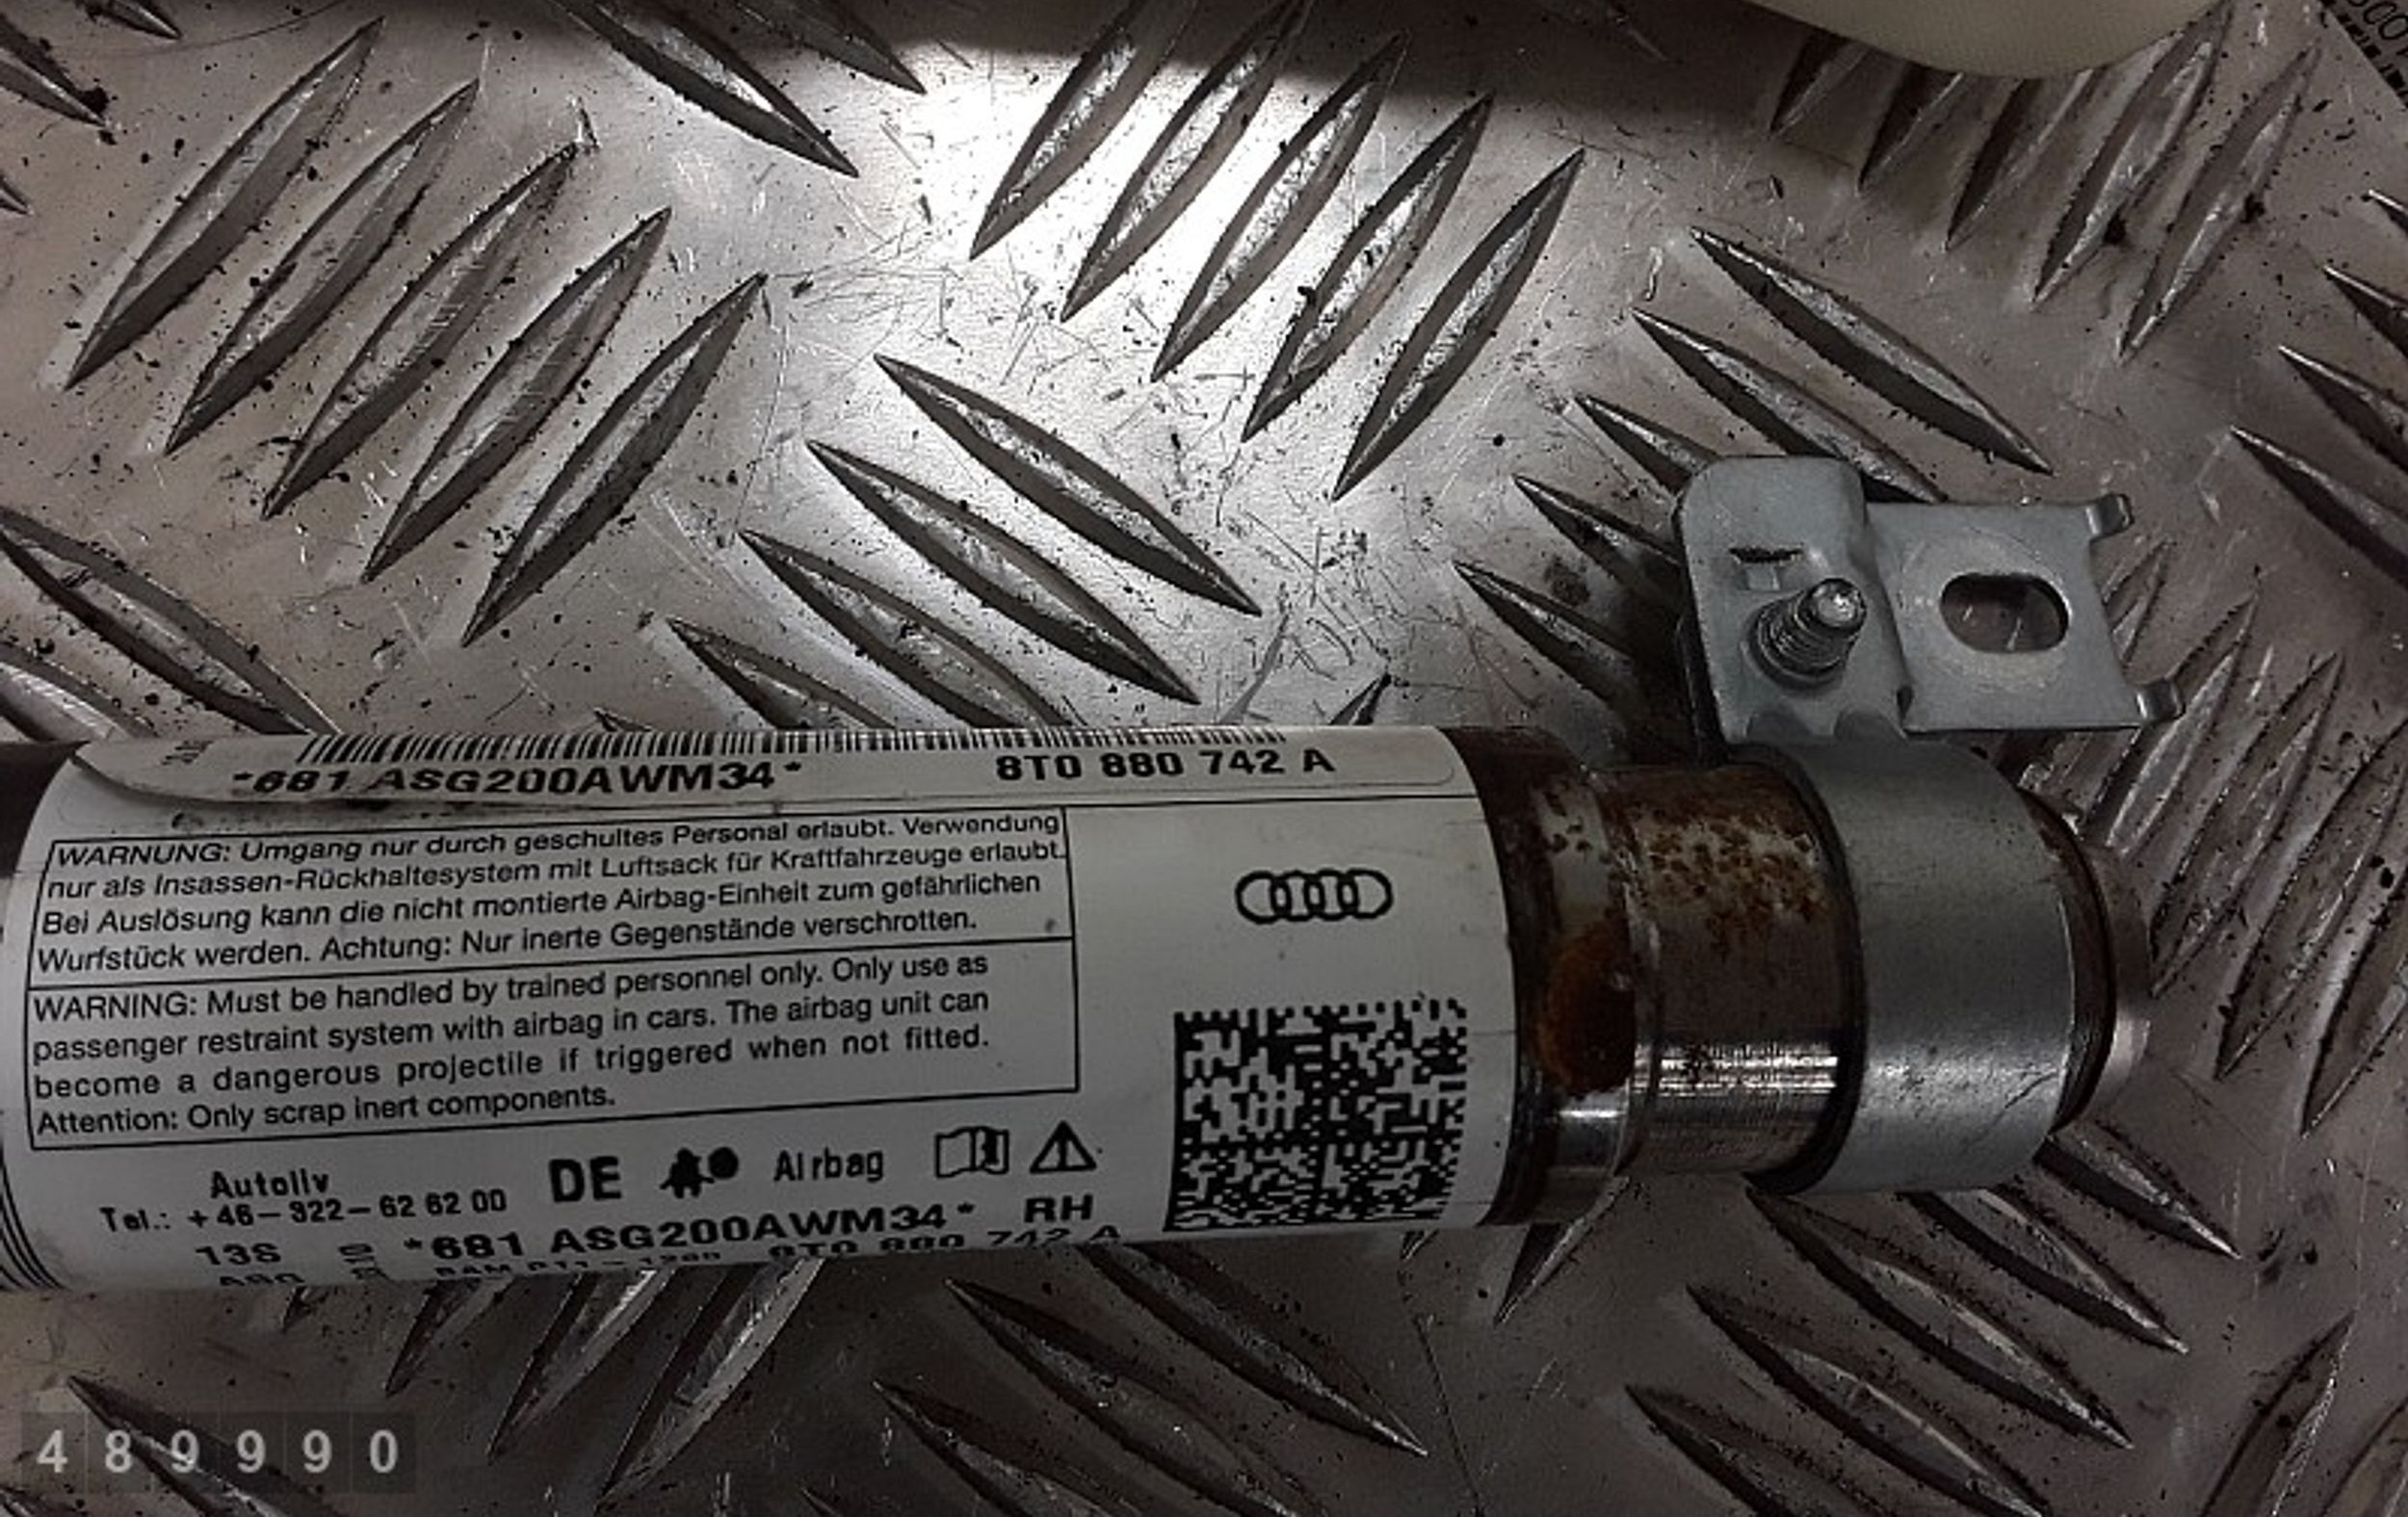 *681 ASG200AWM34* 8T0 880 742 A
WARNUNG: Umgang nur durch geschultes Personal erlaubt. Verwendung
nur als Insassen-Rückhaltesystem mit Luftsack für Kraftfahrzeuge erlaubt.
Bei Auslösung kann die nicht montierte Airbag-Einheit zum gefährlichen
Wurfstück werden. Achtung: Nur inerte Gegenstände verschrotten.
WARNING: Must be handled by trained personnel only. Only use as
passenger restraint system with airbag in cars. The airbag unit can
become a dangerous projectile if triggered when not fitted.
Attention: Only scrap inert components.
Autoliv
Tel.: +46-322-62 62 00
DE Airbag
*681 ASG200AWM34* RH
13S
8T0 880 742 A
489990